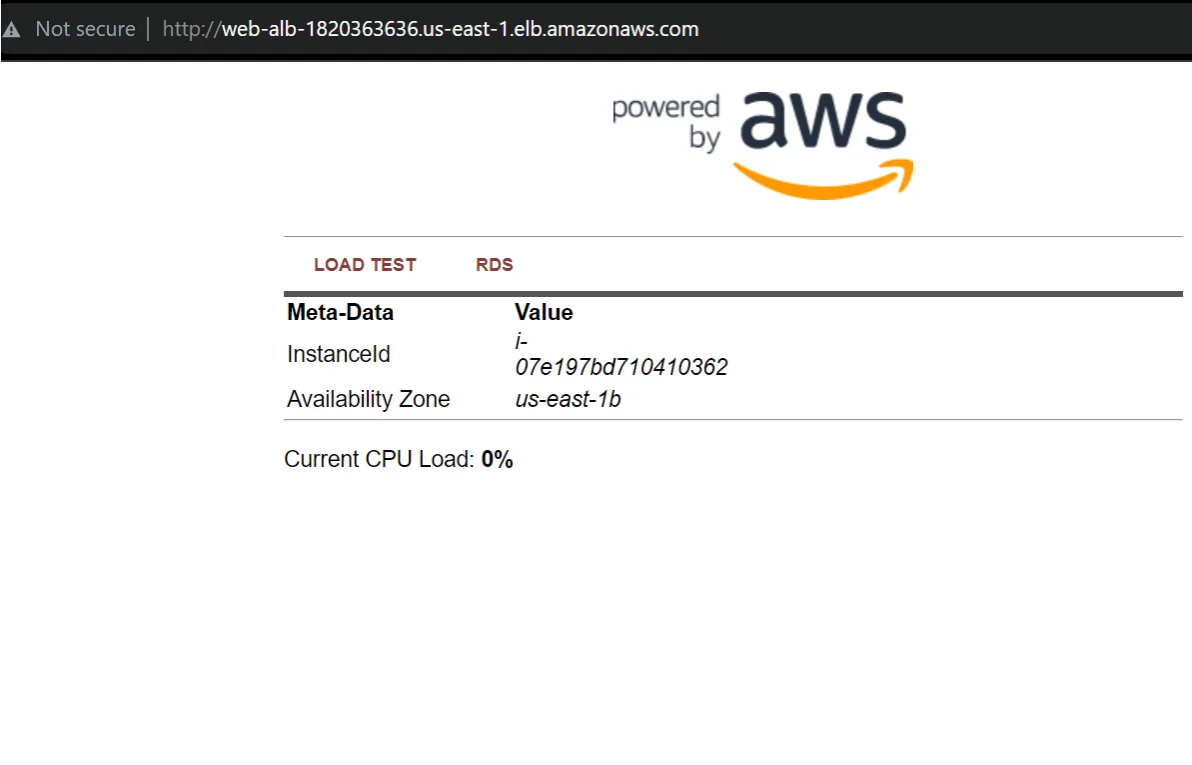 Not secure | http://web-alb-1820363636.us-east-1.elb.amazonaws.com
powered
by aws
LOAD TEST RDS
Meta-Data Value
InstanceId i-
07e197bd710410362
Availability Zone us-east-1b
Current CPU Load: 0%